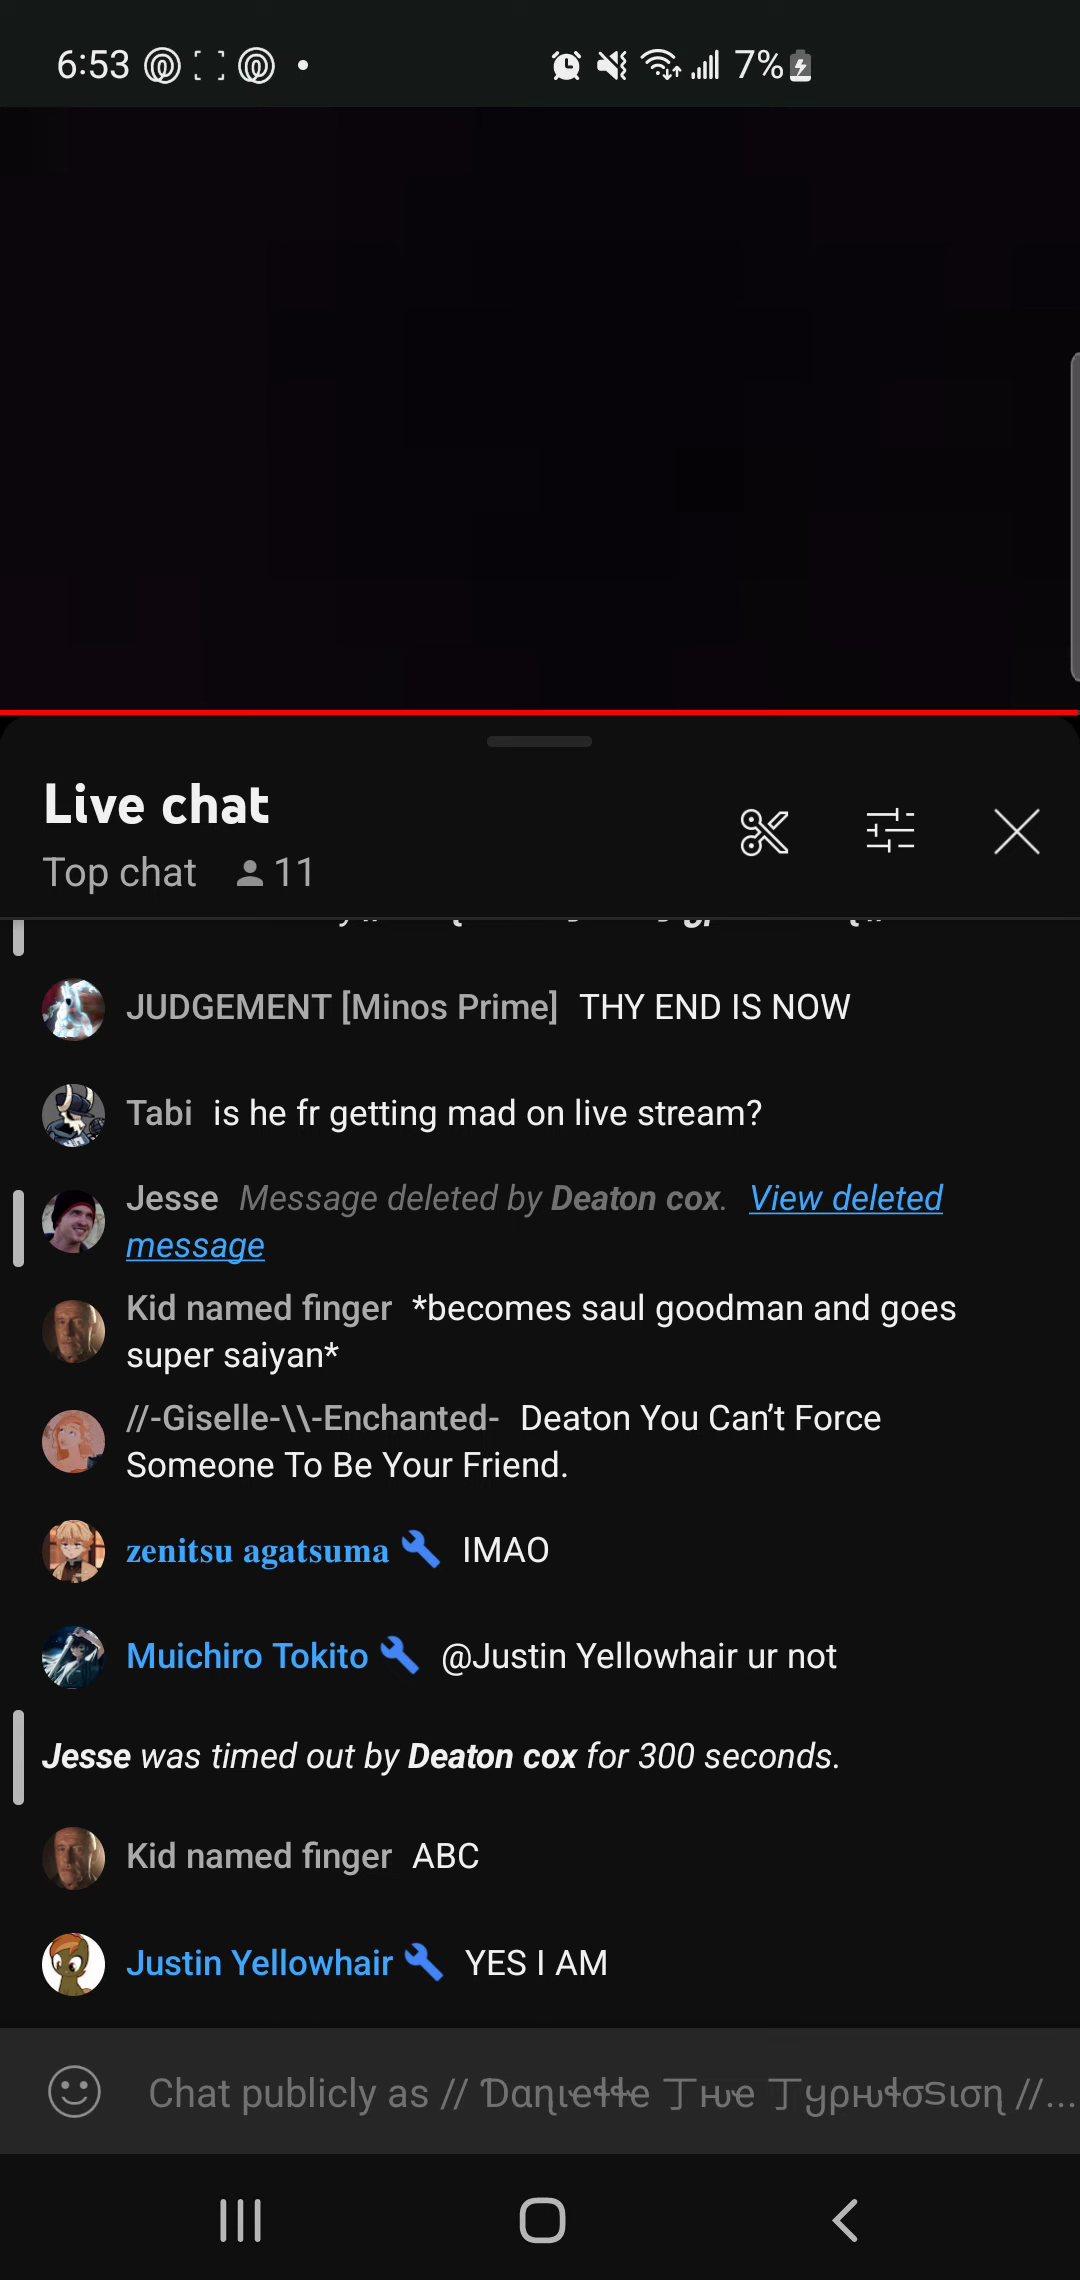 6:53
7%
Live chat
Top chat 11
JUDGEMENT [Minos Prime] THY END IS NOW
Tabi is he fr getting mad on live stream?
Jesse Message deleted by Deaton cox. View deleted
message
Kid named finger *becomes saul goodman and goes
super saiyan*
//-Giselle-\\-Enchanted- Deaton You Can’t Force
Someone To Be Your Friend.
zenitsu agatsuma lMAO
Muichiro Tokito @Justin Yellowhair ur not
Jesse was timed out by Deaton cox for 300 seconds.
Kid named finger ABC
Justin Yellowhair YES I AM
Chat publicly as //